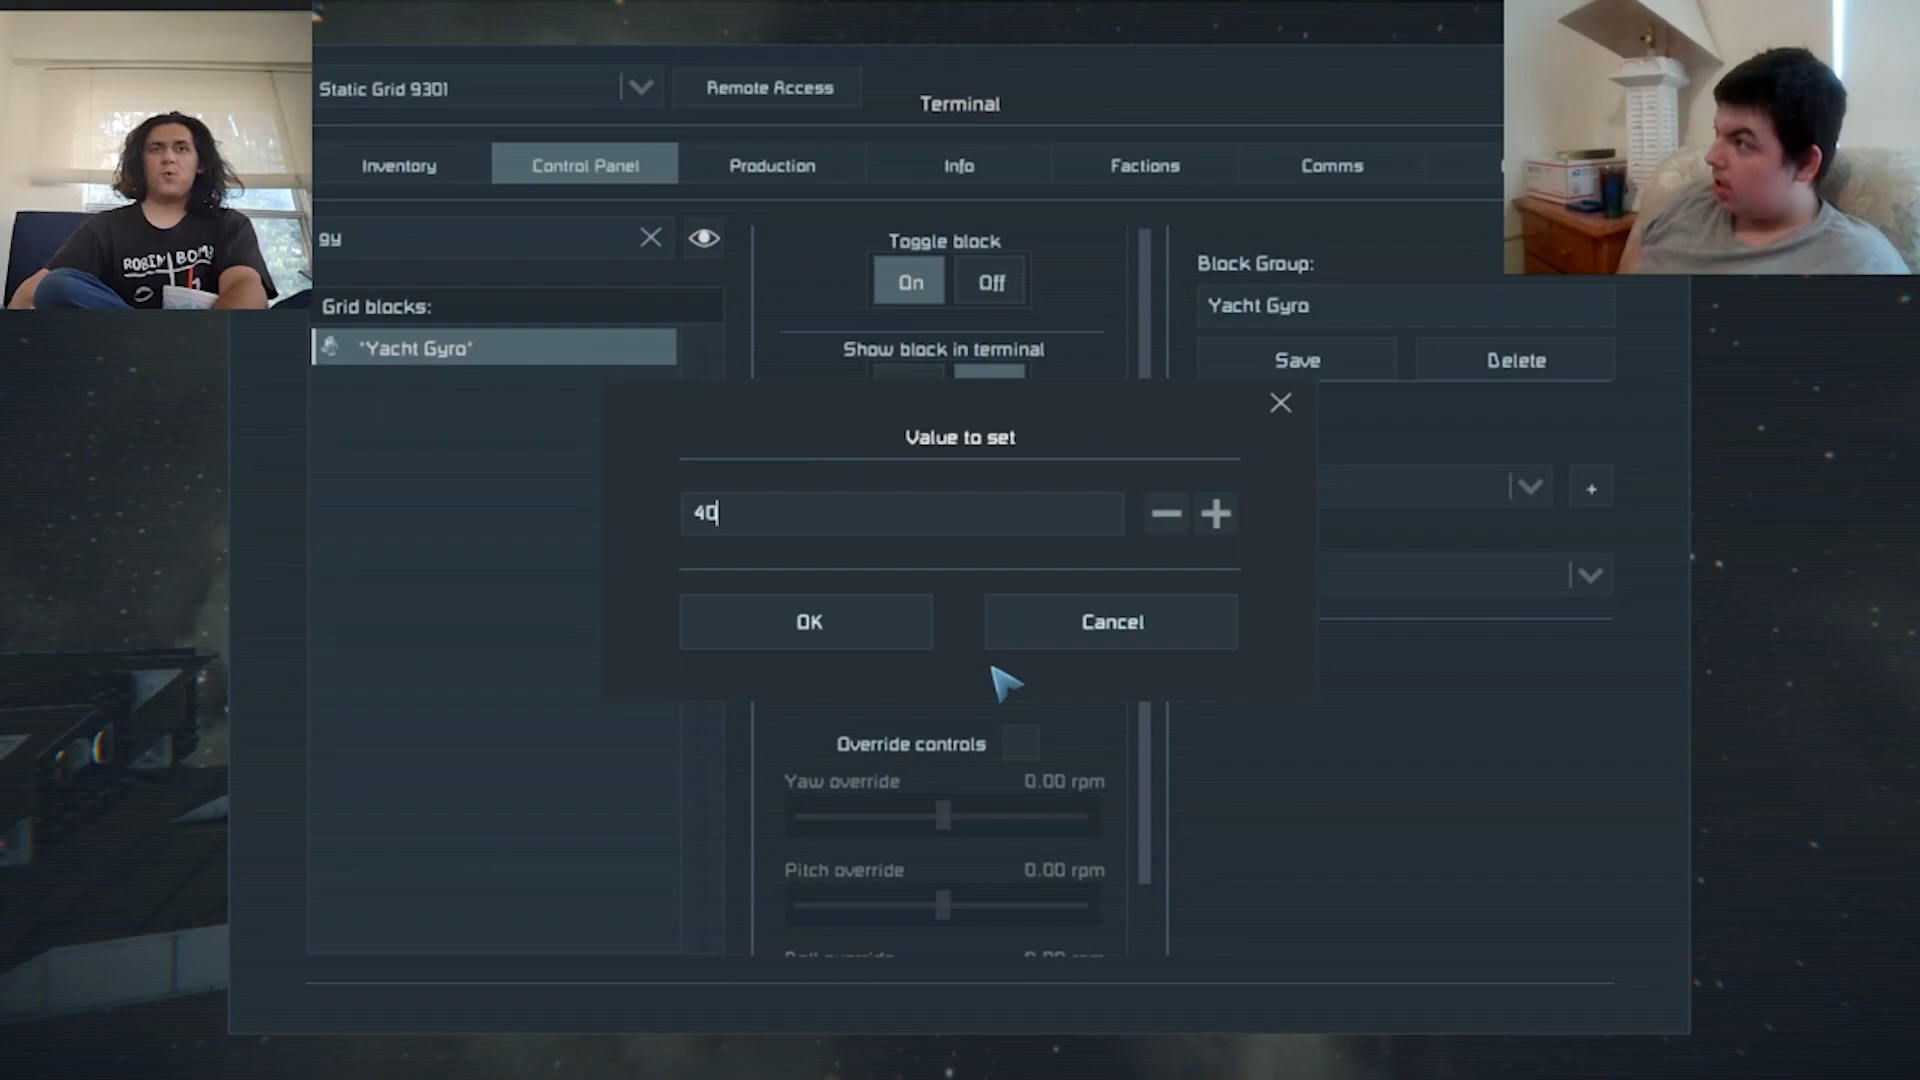 Static Grid 9301
Remote Access
Terminal
Inventory
Control Panel
Production
Info
Factions
Comms
gy
Toggle block
On
Off
Grid blocks:
*Yacht Gyro*
Show block in terminal
Block Group:
Yacht Gyro
Save
Delete
Value to set
40
OK
Cancel
+
Override controls
Yaw override
0.00 rpm
Pitch override
0.00 rpm
ROBIN BOMB